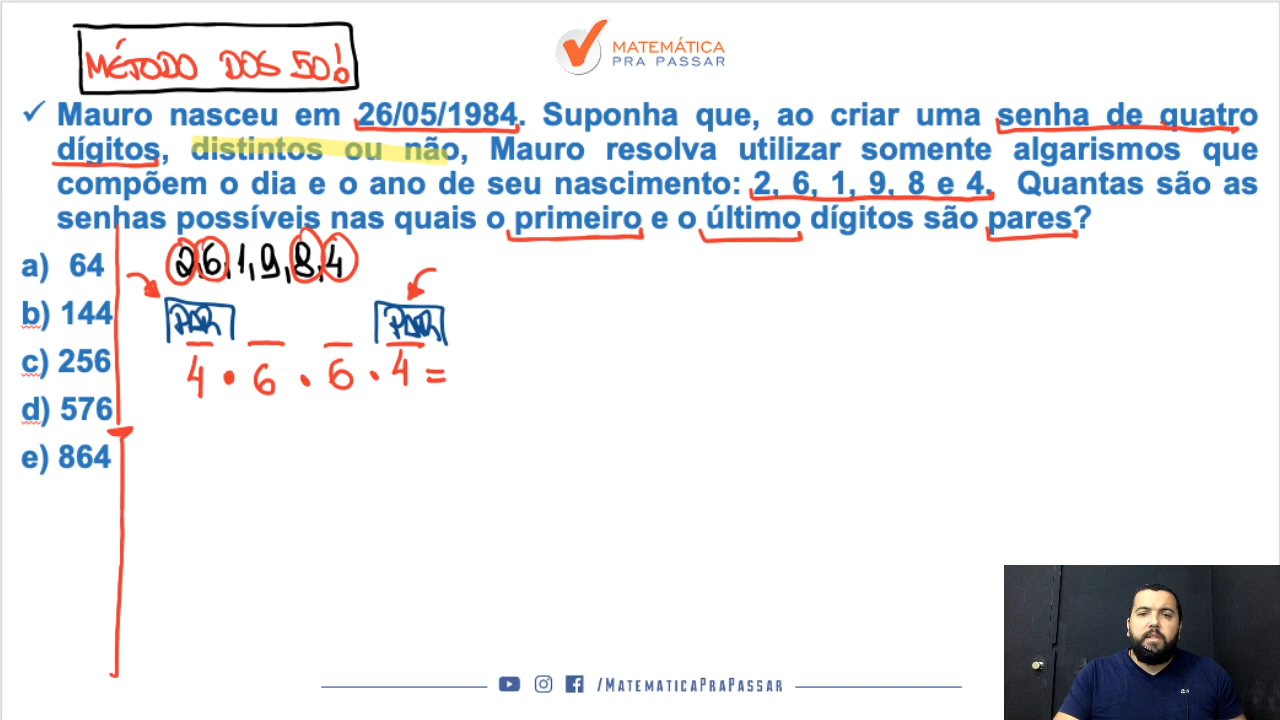 MÉTODO DOS 50!
MATEMÁTICA
PRA PASSAR
✓ Mauro nasceu em 26/05/1984. Suponha que, ao criar uma senha de quatro
dígitos, distintos ou não, Mauro resolva utilizar somente algarismos que
compõem o dia e o ano de seu nascimento: 2, 6, 1, 9, 8 e 4. Quantas são as
senhas possíveis nas quais o primeiro e o último dígitos são pares?
a) 64
2,6,1,9,8,4
b) 144
PAR PAR
c) 256
4 . 6 . 6 . 4 =
d) 576
e) 864
/MATEMATICAPRAPASSAR